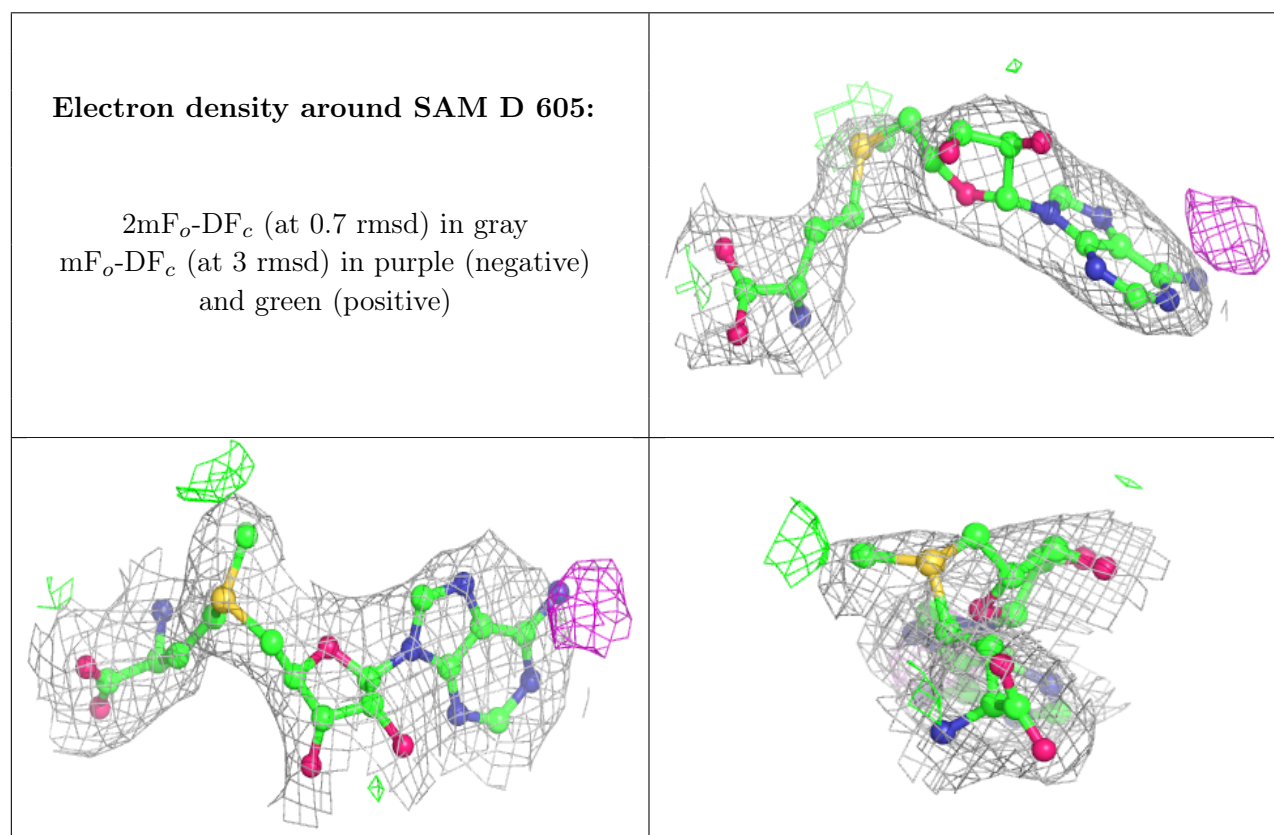 Electron density around SAM D 605:
2mFₒ-DF𝒸 (at 0.7 rmsd) in gray
mFₒ-DF𝒸 (at 3 rmsd) in purple (negative)
and green (positive)